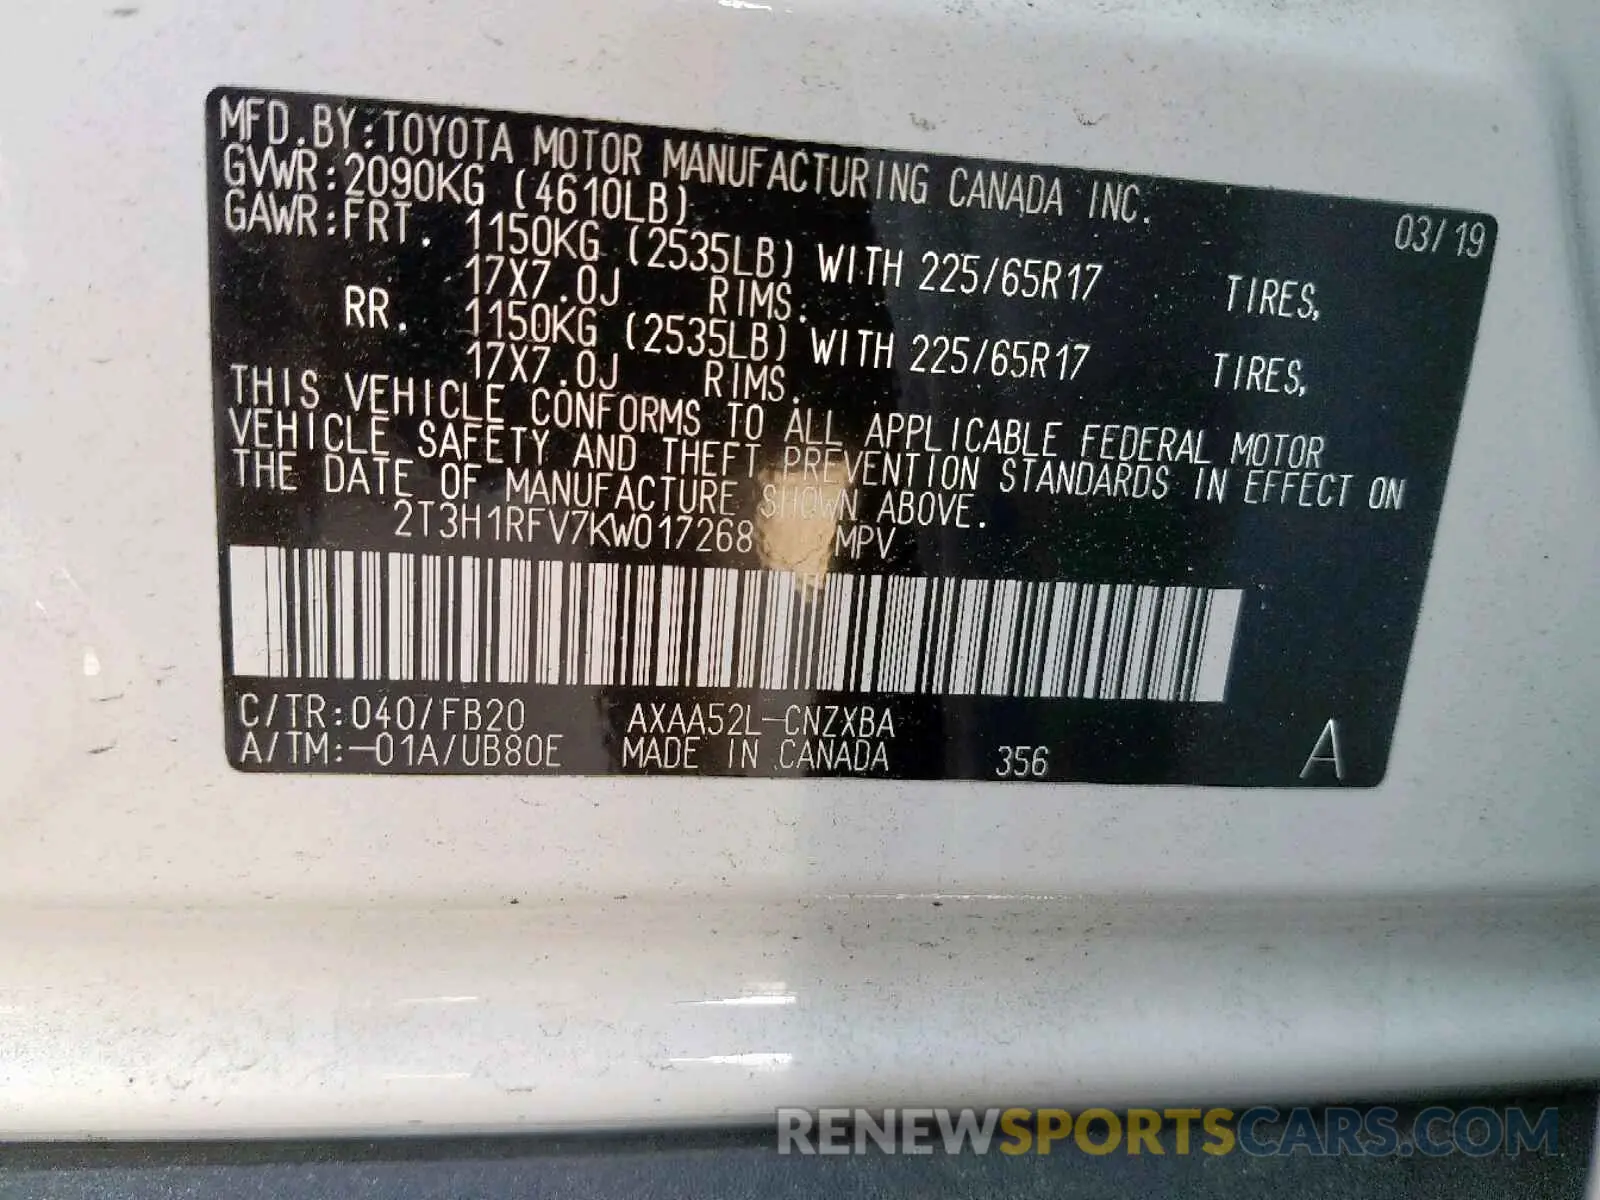 MFD.BY:TOYOTA MOTOR MANUFACTURING CANADA INC.
GVWR:2090KG (4610LB) 03/19
GAWR:FRT. 1150KG (2535LB) WITH 225/65R17 TIRES,
17X7.0J RIMS.
RR. 1150KG (2535LB) WITH 225/65R17 TIRES,
17X7.0J RIMS.
THIS VEHICLE CONFORMS TO ALL APPLICABLE FEDERAL MOTOR
VEHICLE SAFETY AND THEFT PREVENTION STANDARDS IN EFFECT ON
THE DATE OF MANUFACTURE SHOWN ABOVE.
2T3H1RFV7KW017268 MPV
C/TR:040/FB20 AXAA52L-CNZXBA
A/TM:-01A/UB80E MADE IN CANADA 356 A
RENEWSPORTSCARS.COM